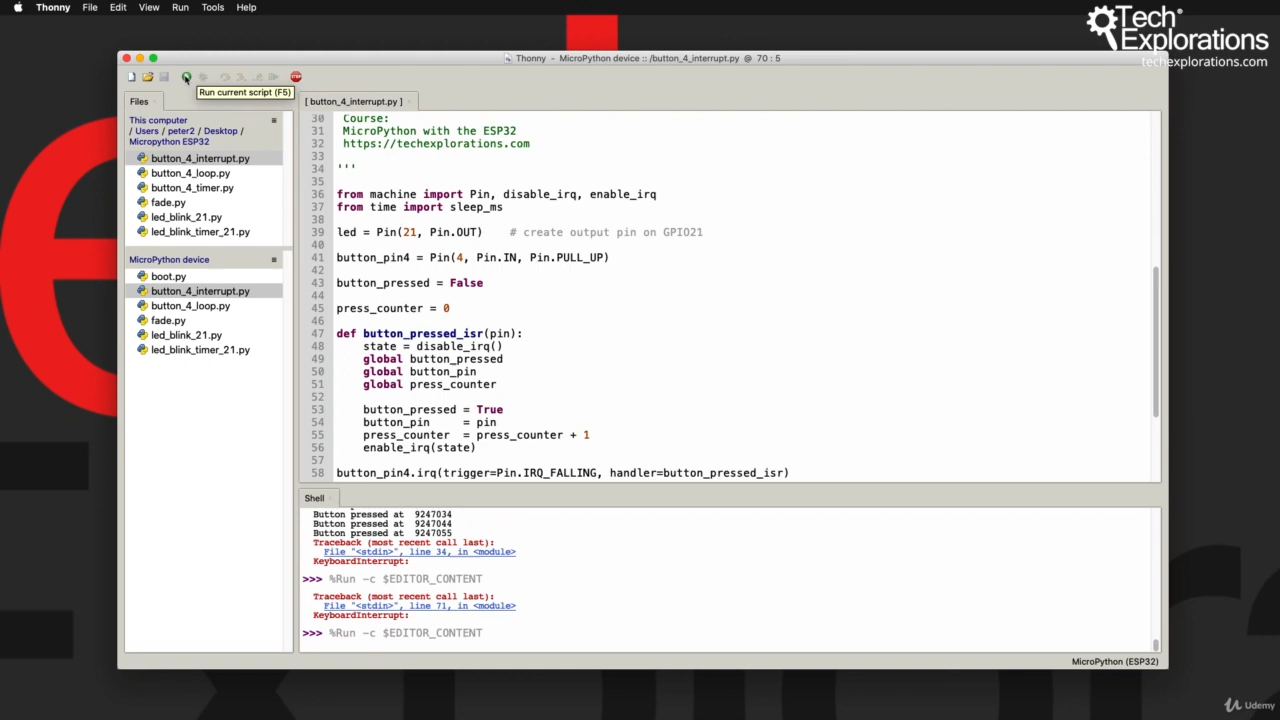 Thonny File Edit View Run Tools Help
Tech
Explorations
techexplorations.com
Thonny - MicroPython device :: /button_4_interrupt.py @ 70 : 5
Run current script (F5)
Files
This computer
/ Users / peter2 / Desktop /
Micropython ESP32
button_4_interrupt.py
button_4_loop.py
button_4_timer.py
fade.py
led_blink_21.py
led_blink_timer_21.py
MicroPython device
boot.py
button_4_interrupt.py
button_4_loop.py
fade.py
led_blink_21.py
led_blink_timer_21.py
[ button_4_interrupt.py ]
30 Course:
31 MicroPython with the ESP32
32 https://techexplorations.com
33
34 '''
35
36 from machine import Pin, disable_irq, enable_irq
37 from time import sleep_ms
38
39 led = Pin(21, Pin.OUT) # create output pin on GPIO21
40
41 button_pin4 = Pin(4, Pin.IN, Pin.PULL_UP)
42
43 button_pressed = False
44
45 press_counter = 0
46
47 def button_pressed_isr(pin):
48 state = disable_irq()
49 global button_pressed
50 global button_pin
51 global press_counter
52
53 button_pressed = True
54 button_pin = pin
55 press_counter = press_counter + 1
56 enable_irq(state)
57
58 button_pin4.irq(trigger=Pin.IRQ_FALLING, handler=button_pressed_isr)
Shell
Button pressed at 9247034
Button pressed at 9247044
Button pressed at 9247055
Traceback (most recent call last):
File "<stdin>", line 34, in <module>
KeyboardInterrupt:
>>> %Run -c $EDITOR_CONTENT
Traceback (most recent call last):
File "<stdin>", line 71, in <module>
KeyboardInterrupt:
>>> %Run -c $EDITOR_CONTENT
MicroPython (ESP32)
Udemy